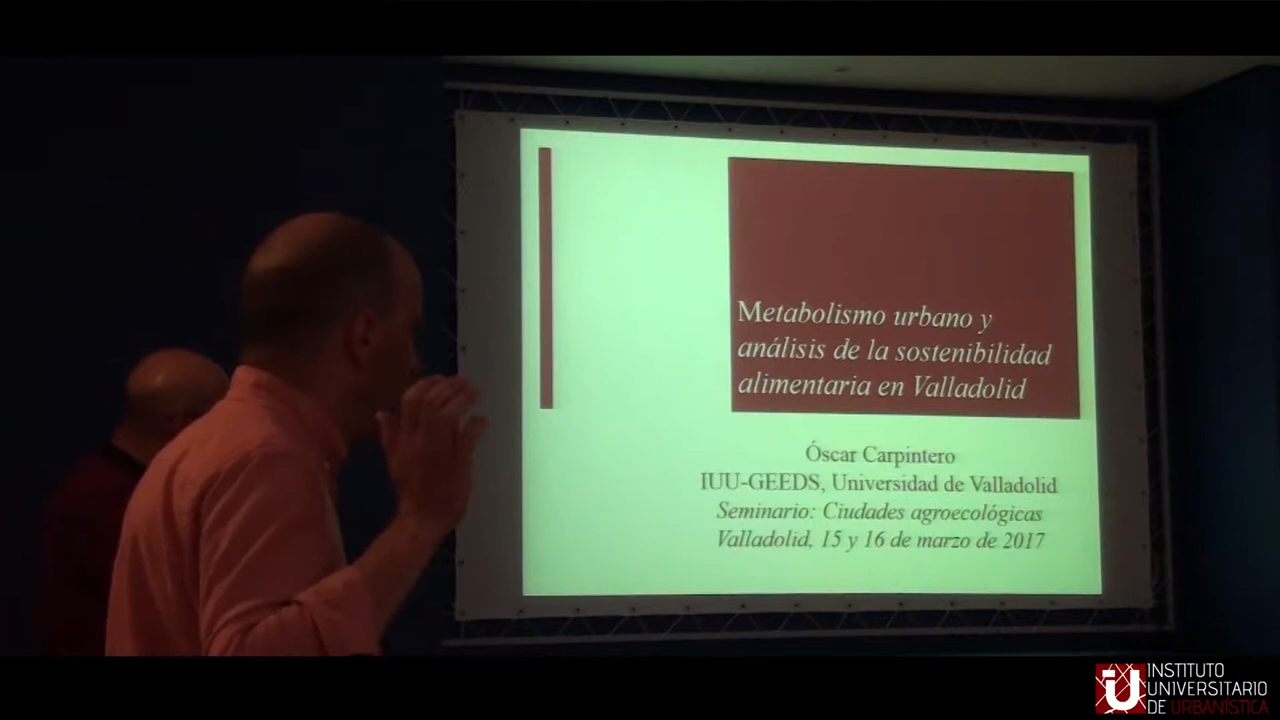 Metabolismo urbano y
análisis de la sostenibilidad
alimentaria en Valladolid
Óscar Carpintero
IUU-GEEDS, Universidad de Valladolid
Seminario: Ciudades agroecológicas
Valladolid, 15 y 16 de marzo de 2017
iU INSTITUTO
UNIVERSITARIO
DE URBANÍSTICA